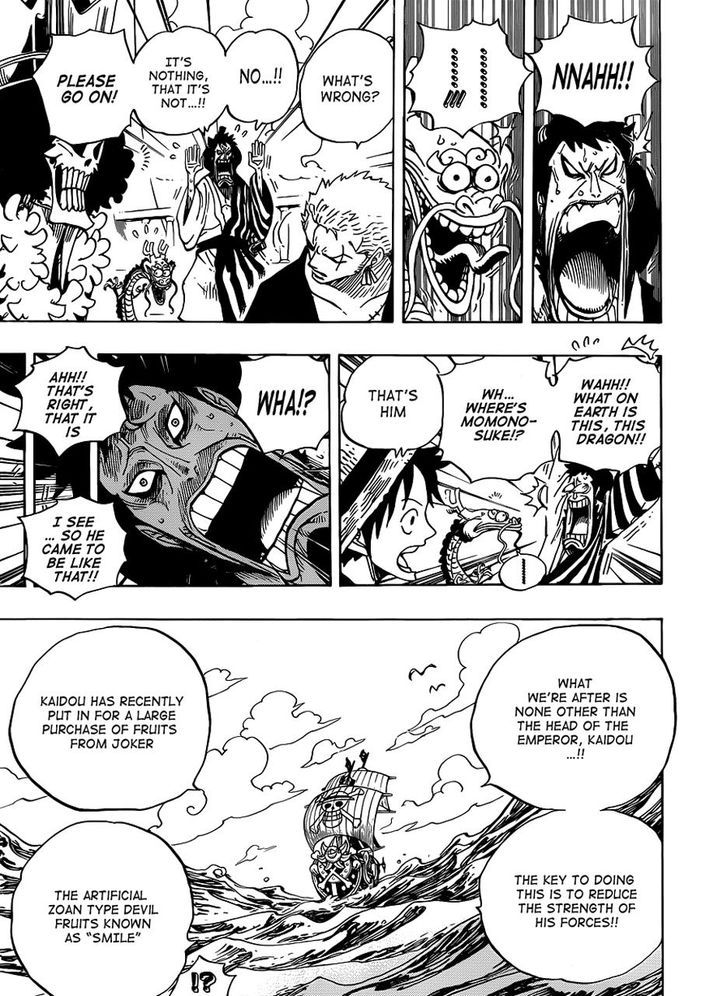 NNAHH!!
!!!
WHAT'S
WRONG?
NO...!!
IT'S
NOTHING,
THAT IT'S
NOT...!!
PLEASE
GO ON!
WAHH!!
WHAT ON
EARTH IS
THIS, THIS
DRAGON!!
WH...
WHERE'S
MOMONO-
SUKE!?
THAT'S
HIM
WHA!?
AHH!!
THAT'S
RIGHT,
THAT IT
IS
I SEE
... SO HE
CAME TO
BE LIKE
THAT!!
WHAT
WE'RE AFTER IS
NONE OTHER THAN
THE HEAD OF THE
EMPEROR, KAIDOU
...!!
THE KEY TO DOING
THIS IS TO REDUCE
THE STRENGTH OF
HIS FORCES!!
KAIDOU HAS RECENTLY
PUT IN FOR A LARGE
PURCHASE OF FRUITS
FROM JOKER
THE ARTIFICIAL
ZOAN TYPE DEVIL
FRUITS KNOWN
AS "SMILE"
!?